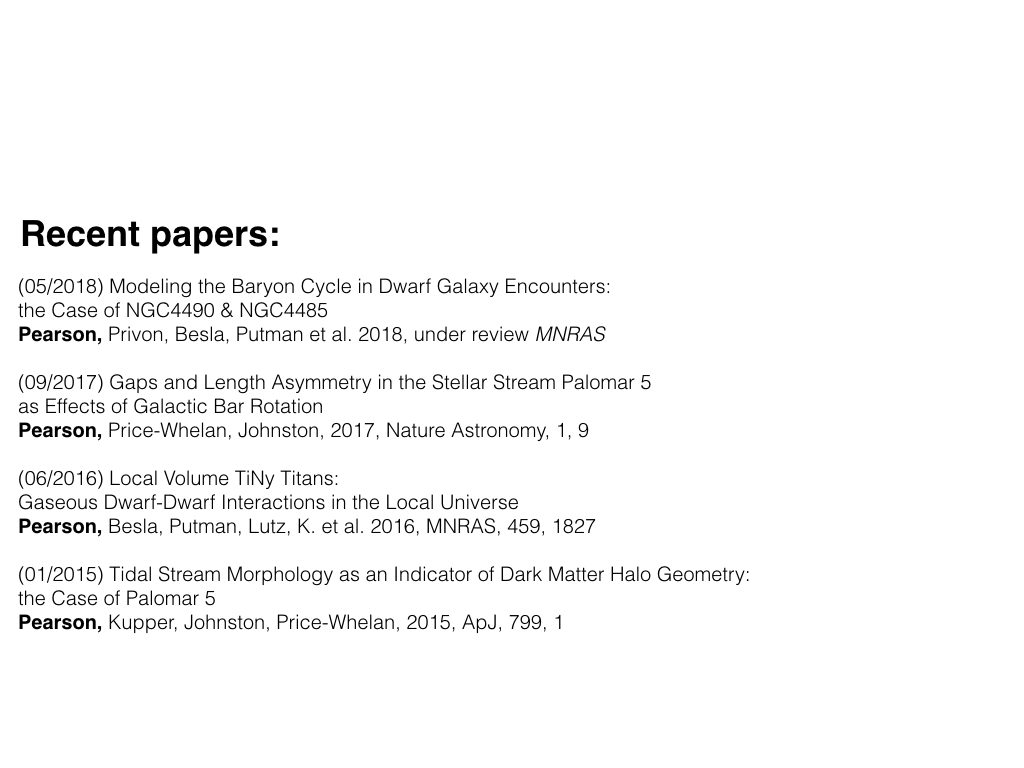 Recent papers:
(05/2018) Modeling the Baryon Cycle in Dwarf Galaxy Encounters:
the Case of NGC4490 & NGC4485
Pearson, Privon, Besla, Putman et al. 2018, under review MNRAS
(09/2017) Gaps and Length Asymmetry in the Stellar Stream Palomar 5
as Effects of Galactic Bar Rotation
Pearson, Price-Whelan, Johnston, 2017, Nature Astronomy, 1, 9
(06/2016) Local Volume TiNy Titans:
Gaseous Dwarf-Dwarf Interactions in the Local Universe
Pearson, Besla, Putman, Lutz, K. et al. 2016, MNRAS, 459, 1827
(01/2015) Tidal Stream Morphology as an Indicator of Dark Matter Halo Geometry:
the Case of Palomar 5
Pearson, Kupper, Johnston, Price-Whelan, 2015, ApJ, 799, 1